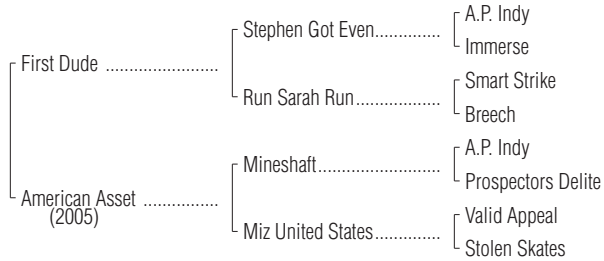 A.P. Indy
Stephen Got Even..............
Immerse
First Dude ........................
Smart Strike
Run Sarah Run..................
Breech
A.P. Indy
Mineshaft..........................
Prospectors Delite
American Asset ................
(2005)
Valid Appeal
Miz United States..............
Stolen Skates